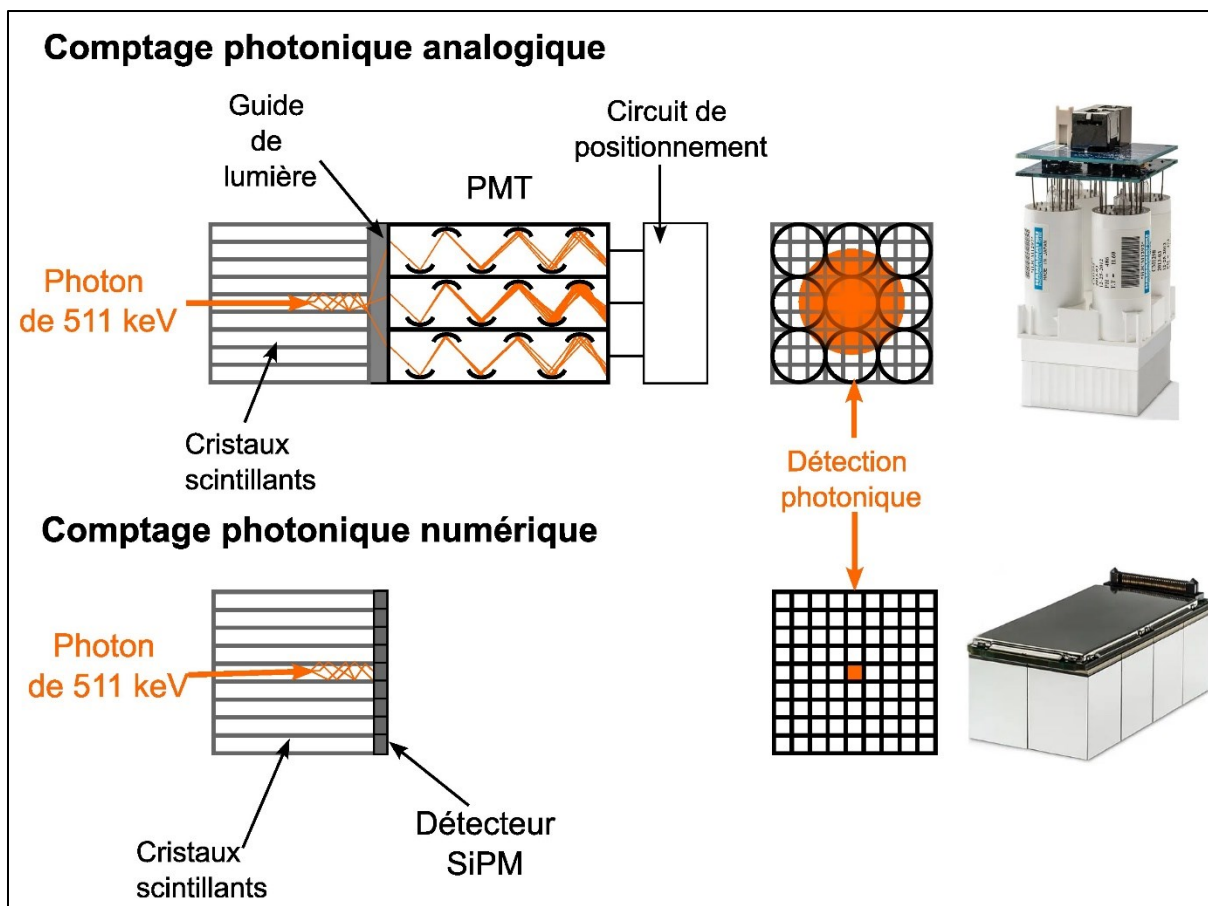 Comptage photonique analogique
Guide
de
lumière
PMT
Circuit de
positionnement
Photon
de 511 keV
Cristaux
scintillants
Détection
photonique
Comptage photonique numérique
Photon
de 511 keV
Cristaux
scintillants
Détecteur
SiPM